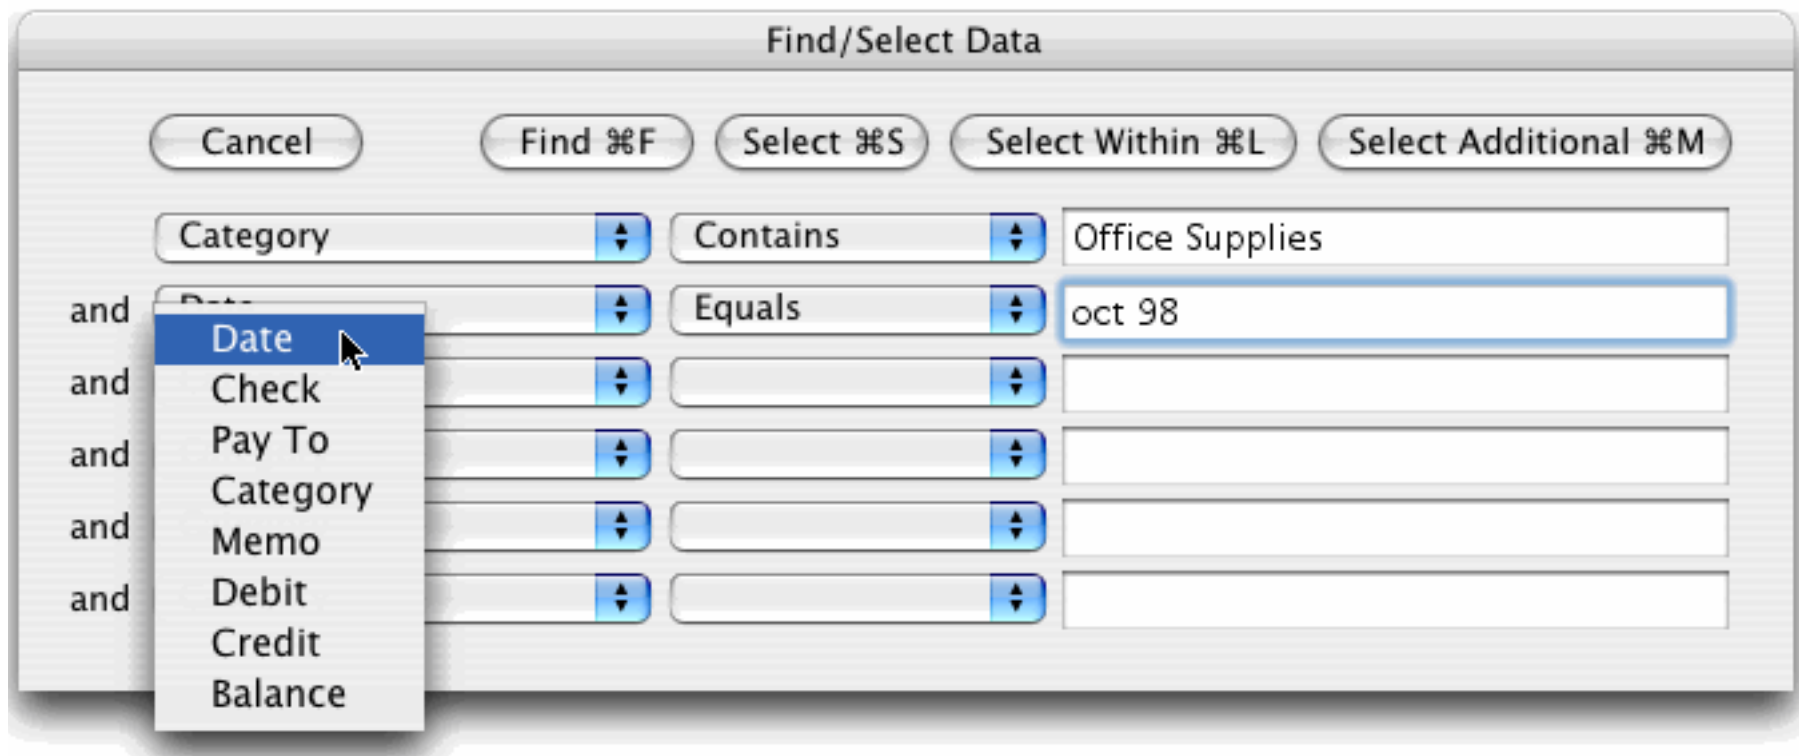 Find/Select Data
Cancel Find ⌘F Select ⌘S Select Within ⌘L Select Additional ⌘M
Category Contains Office Supplies
and Date Equals oct 98
Date
and
Check
and Pay To
Category
and Memo
and Debit
Credit
Balance